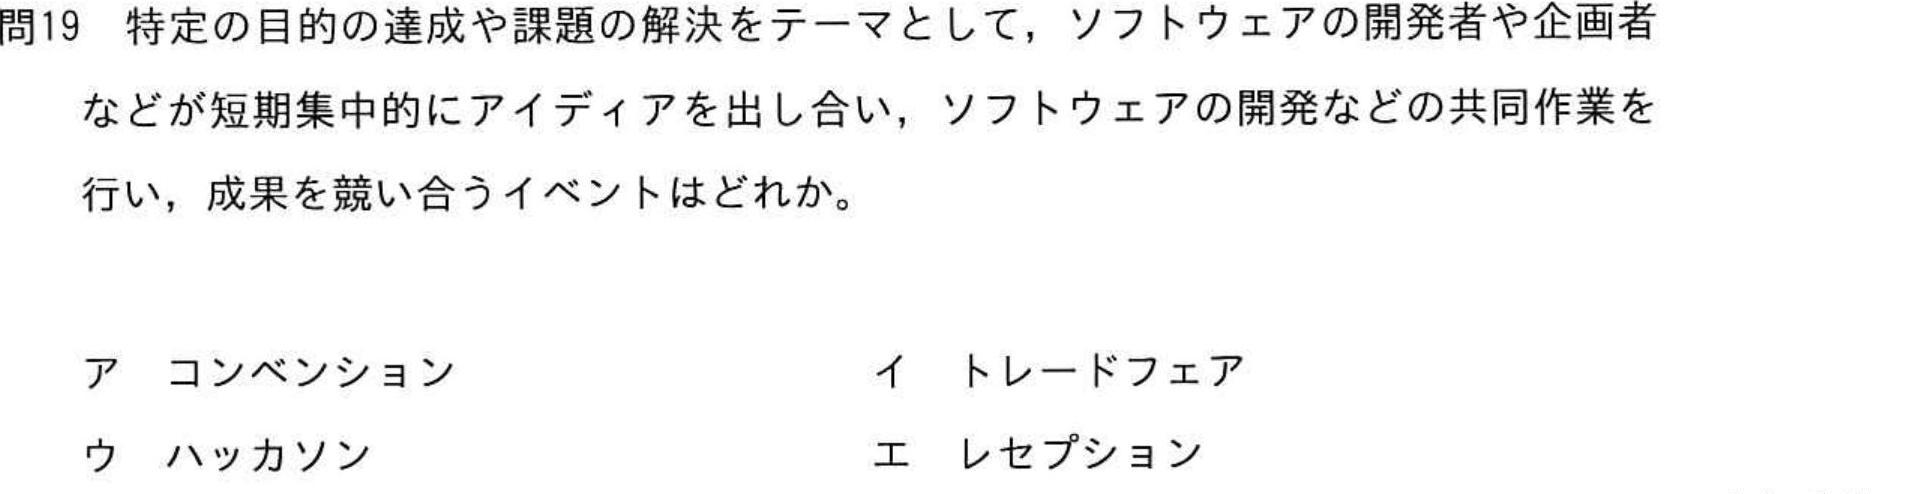 問19 特定の目的の達成や課題の解決をテーマとして，ソフトウェアの開発者や企画者
などが短期集中的にアイディアを出し合い，ソフトウェアの開発などの共同作業を
行い，成果を競い合うイベントはどれか。
ア コンベンション イ トレードフェア
ウ ハッカソン エ レセプション